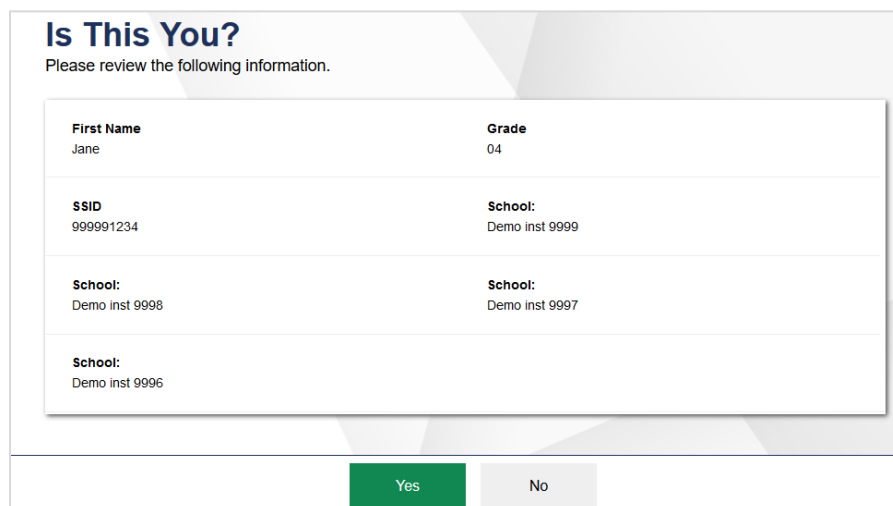 Is This You?
Please review the following information.
First Name
Jane
Grade
04
SSID
999991234
School:
Demo inst 9999
School:
Demo inst 9998
School:
Demo inst 9997
School:
Demo inst 9996
Yes
No